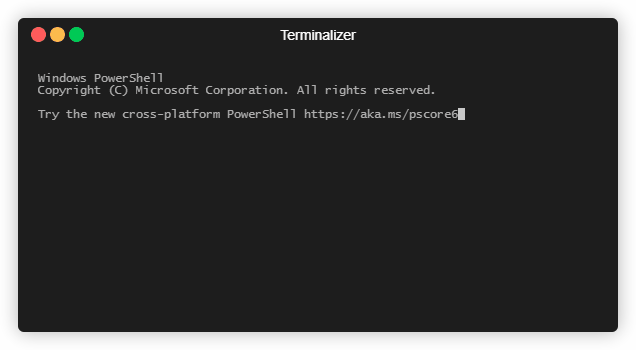 Terminalizer
Windows PowerShell
Copyright (C) Microsoft Corporation. All rights reserved.
Try the new cross-platform PowerShell https://aka.ms/pscore6